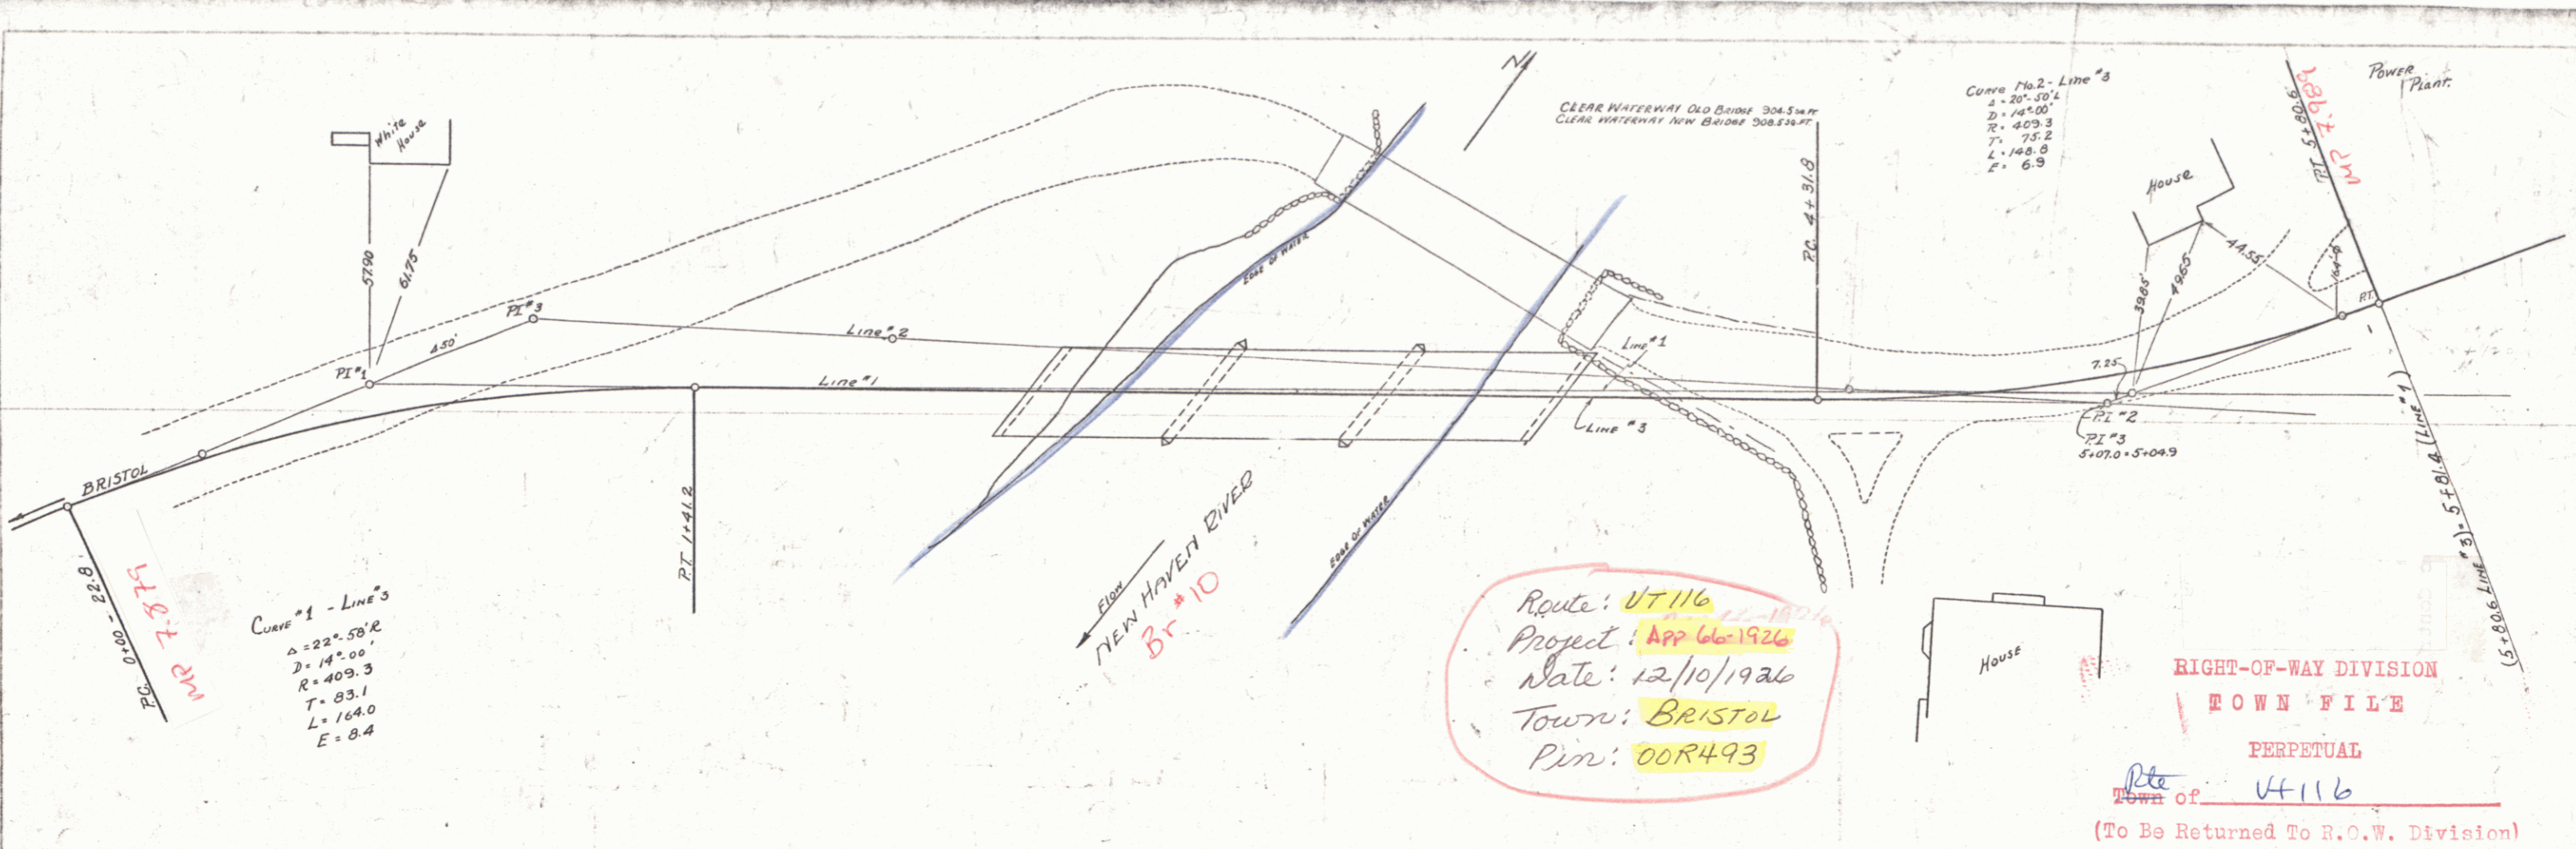 White
House
57.90
61.75
PI#1
450'
PI#3
Line#2
Line#1
BRISTOL
P.C. 0+00 - 22.8
MP 7.879
CURVE #1 - LINE#3
Δ = 22°-58'R
D = 14°-00'
R = 409.3
T = 83.1
L = 164.0
E = 8.4
P.T. 1+41.2
EDGE OF WATER
EDGE OF WATER
FLOW
NEW HAVEN RIVER
Br #10
N
CLEAR WATERWAY OLD BRIDGE 904.5 SQ.FT
CLEAR WATERWAY NEW BRIDGE 908.5 SQ.FT
LINE#1
LINE #3
P.C. 4+31.8
Curve No.2 - Line #3
Δ = 20°-50'L
D = 14°-00'
R = 409.3
T = 75.2
L = 148.8
E = 6.9
House
39.85'
49.65
44.55
7.25
P.I #2
P.I #3
5+07.0 = 5+04.9
P.T. 5+80.6
MP 7.989
POWER
Plant.
P.T.
(5+80.6 LINE #3) = 5+81.4 (LINE #1)
Route: VT116
Project: App 66-1926
Date: 12/10/1926
Town: BRISTOL
Pin: 00R493
House
RIGHT-OF-WAY DIVISION
TOWN FILE
PERPETUAL
Rte
Town of Vt 116
(To Be Returned To R.O.W. Division)